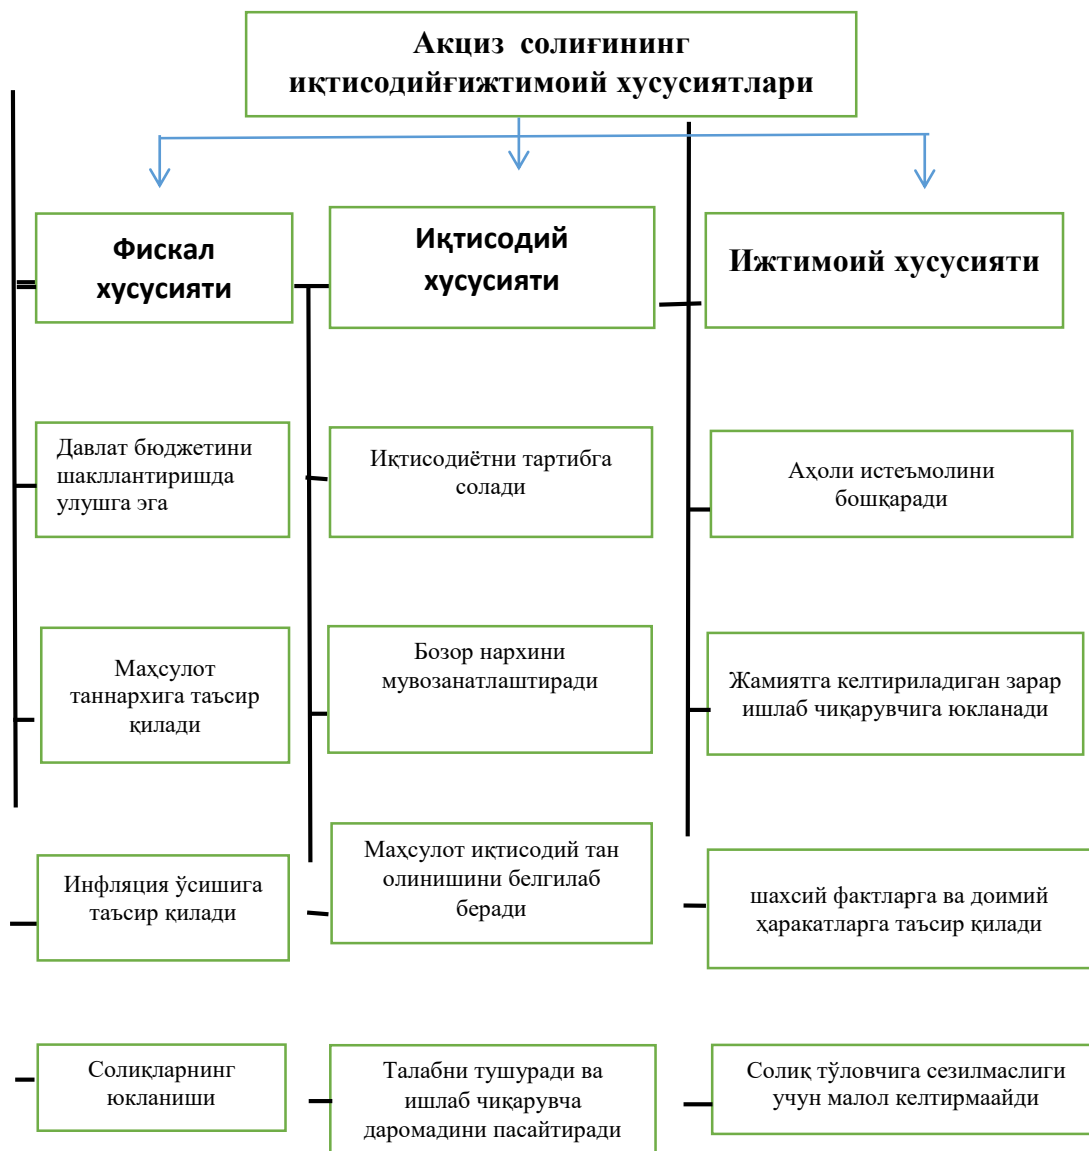 Акциз солиғининг
иқтисодийғижтимоий хусусиятлари
Фискал
хусусияти
Иқтисодий
хусусияти
Ижтимоий хусусияти
Давлат бюджетини
шакллантиришда
улушга эга
Иқтисодиётни тартибга
солади
Аҳоли истеъмолини
бошқаради
Маҳсулот
таннархига таъсир
қилади
Бозор нархини
мувозанатлаштиради
Жамиятга келтириладиган зарар
ишлаб чиқарувчига юкланади
Инфляция ўсишига
таъсир қилади
Маҳсулот иқтисодий тан
олинишини белгилаб
беради
шахсий фактларга ва доимий
ҳаракатларга таъсир қилади
Солиқларнинг
юкланиши
Талабни тушуради ва
ишлаб чиқарувча
даромадини пасайтиради
Солиқ тўловчига сезилмаслиги
учун малол келтирмаайди